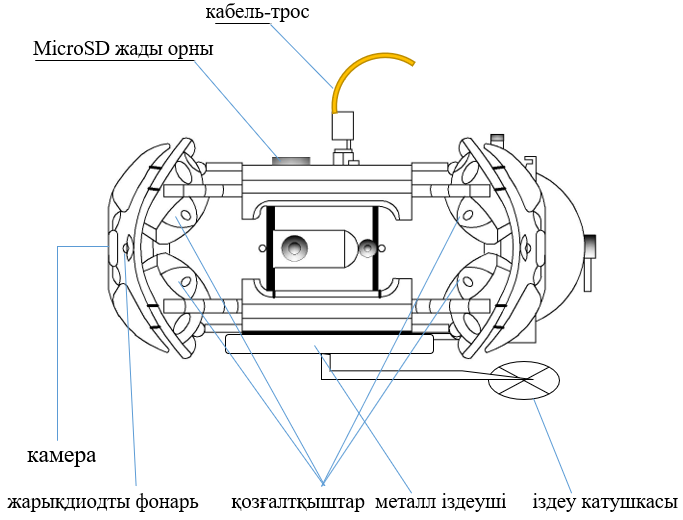 кабель-трос
MicroSD жады орны
камера
жарықдиодты фонарь
қозғалтқыштар
металл іздеуші
іздеу катушкасы